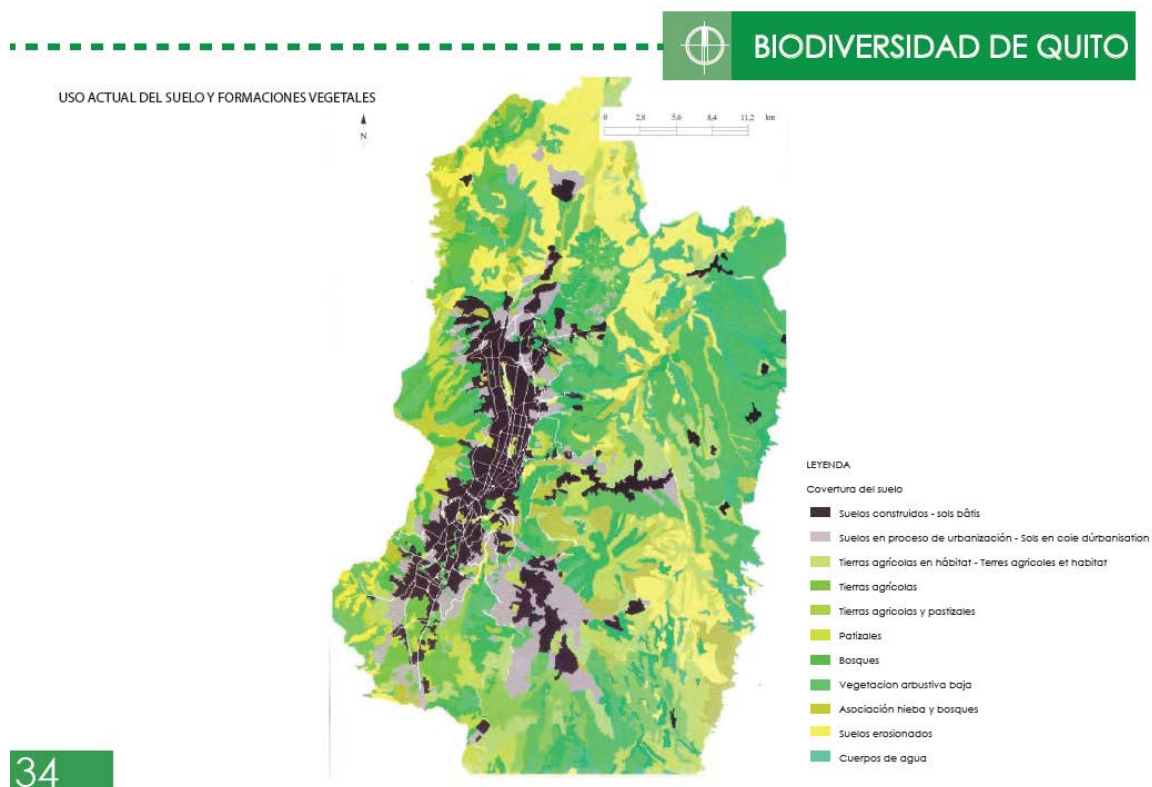 BIODIVERSIDAD DE QUITO
USO ACTUAL DEL SUELO Y FORMACIONES VEGETALES
N
0 2,8 5,6 8,4 11,2 km
LEYENDA
Covertura del suelo
Suelos construidos - sols bâtis
Suelos en proceso de urbanización - Sols en coie dúrbanisation
Tierras agrícolas en hábitat - Terres agrícoles et habitat
Tierras agrícolas
Tierras agricolas y pastizales
Patizales
Bosques
Vegetacion arbustiva baja
Asociación hieba y bosques
Suelos erosionados
Cuerpos de agua
34